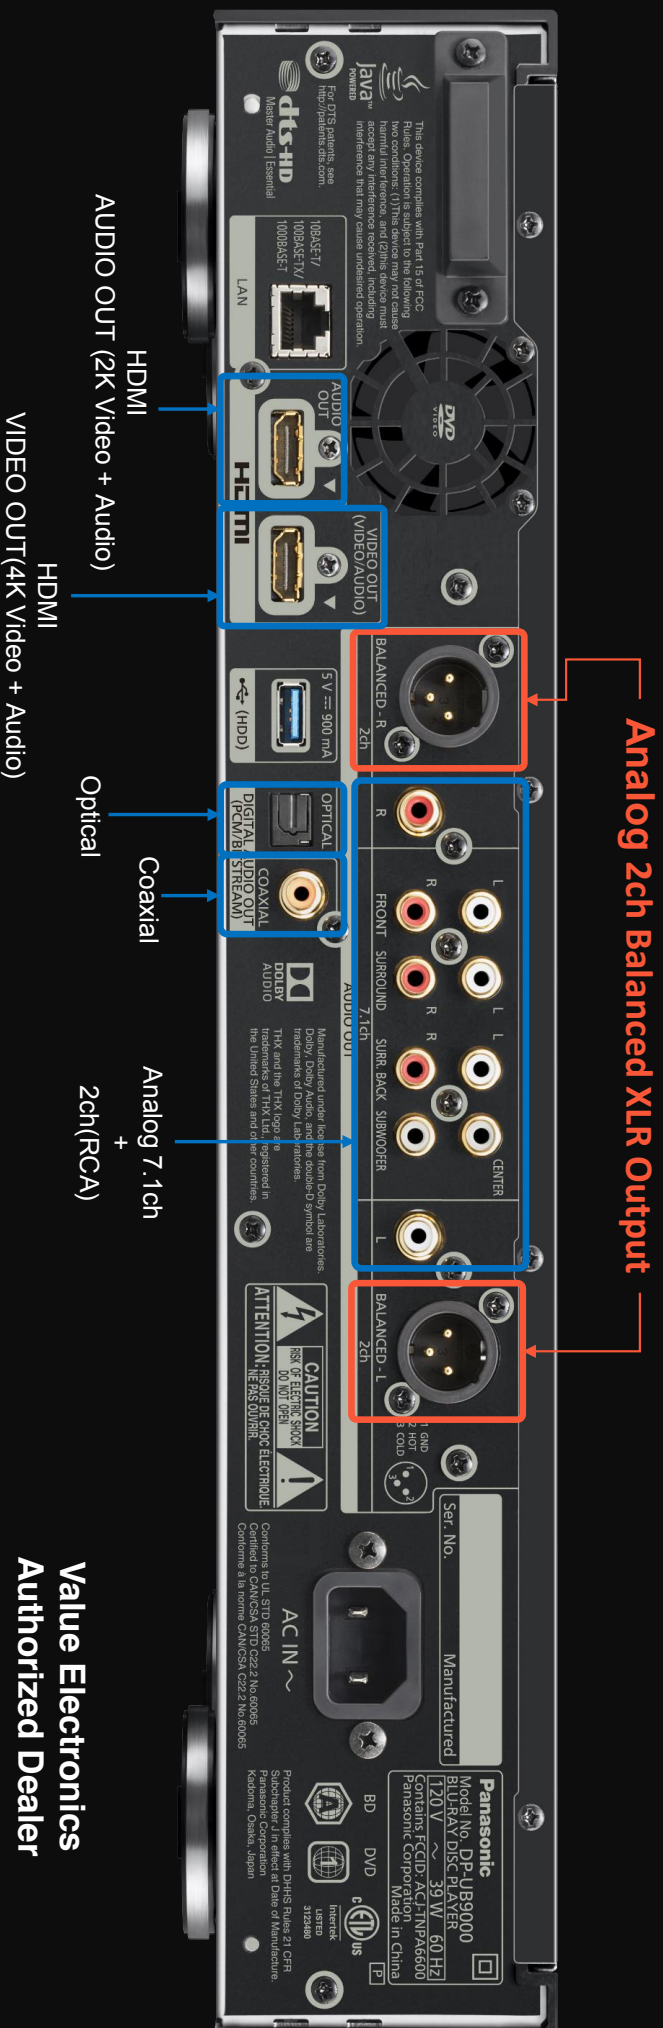 Analog 2ch Balanced XLR Output
Java™
POWERED
This device complies with Part 15 of FCC
Rules. Operation is subject to the following
two conditions: (1)This device may not cause
harmful interference, and (2)this device must
accept any interference received, including
interference that may cause undesired operation.
For DTS patents, see
http://patents.dts.com.
dts-HD
Master Audio | Essential
10BASE-T/
100BASE-TX/
1000BASE-T
LAN
DVD
VIDEO
AUDIO
OUT
VIDEO OUT
(VIDEO/AUDIO)
HDMI
BALANCED - R
2ch
5 V ⎓ 900 mA
(HDD)
OPTICAL
DIGITAL AUDIO OUT
(PCM/BITSTREAM)
COAXIAL
R
L
R
FRONT
L
R
SURROUND
L
R
SURR. BACK
CENTER
SUBWOOFER
L
7.1ch
AUDIO OUT
BALANCED - L
2ch
1 GND
2 HOT
3 COLD
1
2
3
DOLBY
AUDIO
Manufactured under license from Dolby Laboratories.
Dolby, Dolby Audio, and the double-D symbol are
trademarks of Dolby Laboratories.
THX and the THX logo are
trademarks of THX Ltd., registered in
the United States and other countries.
CAUTION
RISK OF ELECTRIC SHOCK
DO NOT OPEN
ATTENTION: RISQUE DE CHOC ÉLECTRIQUE.
NE PAS OUVRIR.
Ser. No.
Manufactured
AC IN ~
Conforms to UL STD 60065
Certified to CAN/CSA STD C22.2 No.60065
Conforme à la norme CAN/CSA C22.2 No.60065
Panasonic
Model No. DP-UB9000
BLU-RAY DISC PLAYER
120 V ~ 39 W 60 Hz
Contains FCCID: ACJ-TNPA6600
Panasonic Corporation
Made in China
BD
A
DVD
1
C ETL US
Intertek
LISTED
3123480
P
Product complies with DHHS Rules 21 CFR
Subchapter J in effect at Date of Manufacture.
Panasonic Corporation
Kadoma, Osaka, Japan
HDMI
AUDIO OUT (2K Video + Audio)
HDMI
VIDEO OUT(4K Video + Audio)
Optical
Coaxial
Analog 7.1ch
+
2ch(RCA)
Value Electronics
Authorized Dealer